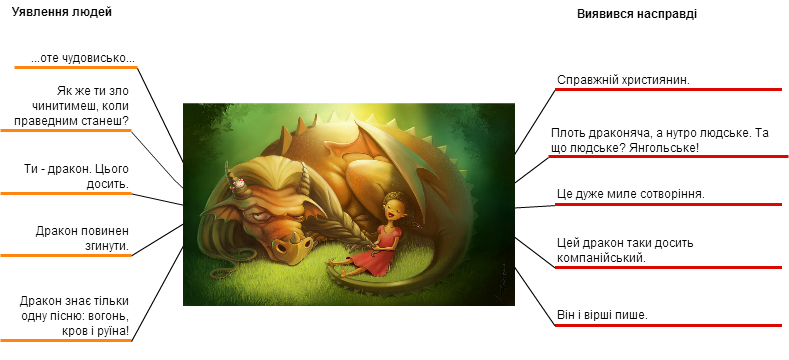 Уявлення людей
Виявився насправді
...оте чудовисько...
Як же ти зло
чинитимеш, коли
праведним станеш?
Ти - дракон. Цього
досить.
Дракон повинен
згинути.
Дракон знає тільки
одну пісню: вогонь,
кров і руїна!
Справжній християнин.
Плоть драконяча, а нутро людське. Та
що людське? Янгольське!
Це дуже миле сотворіння.
Цей дракон таки досить
компанійський.
Він і вірші пише.